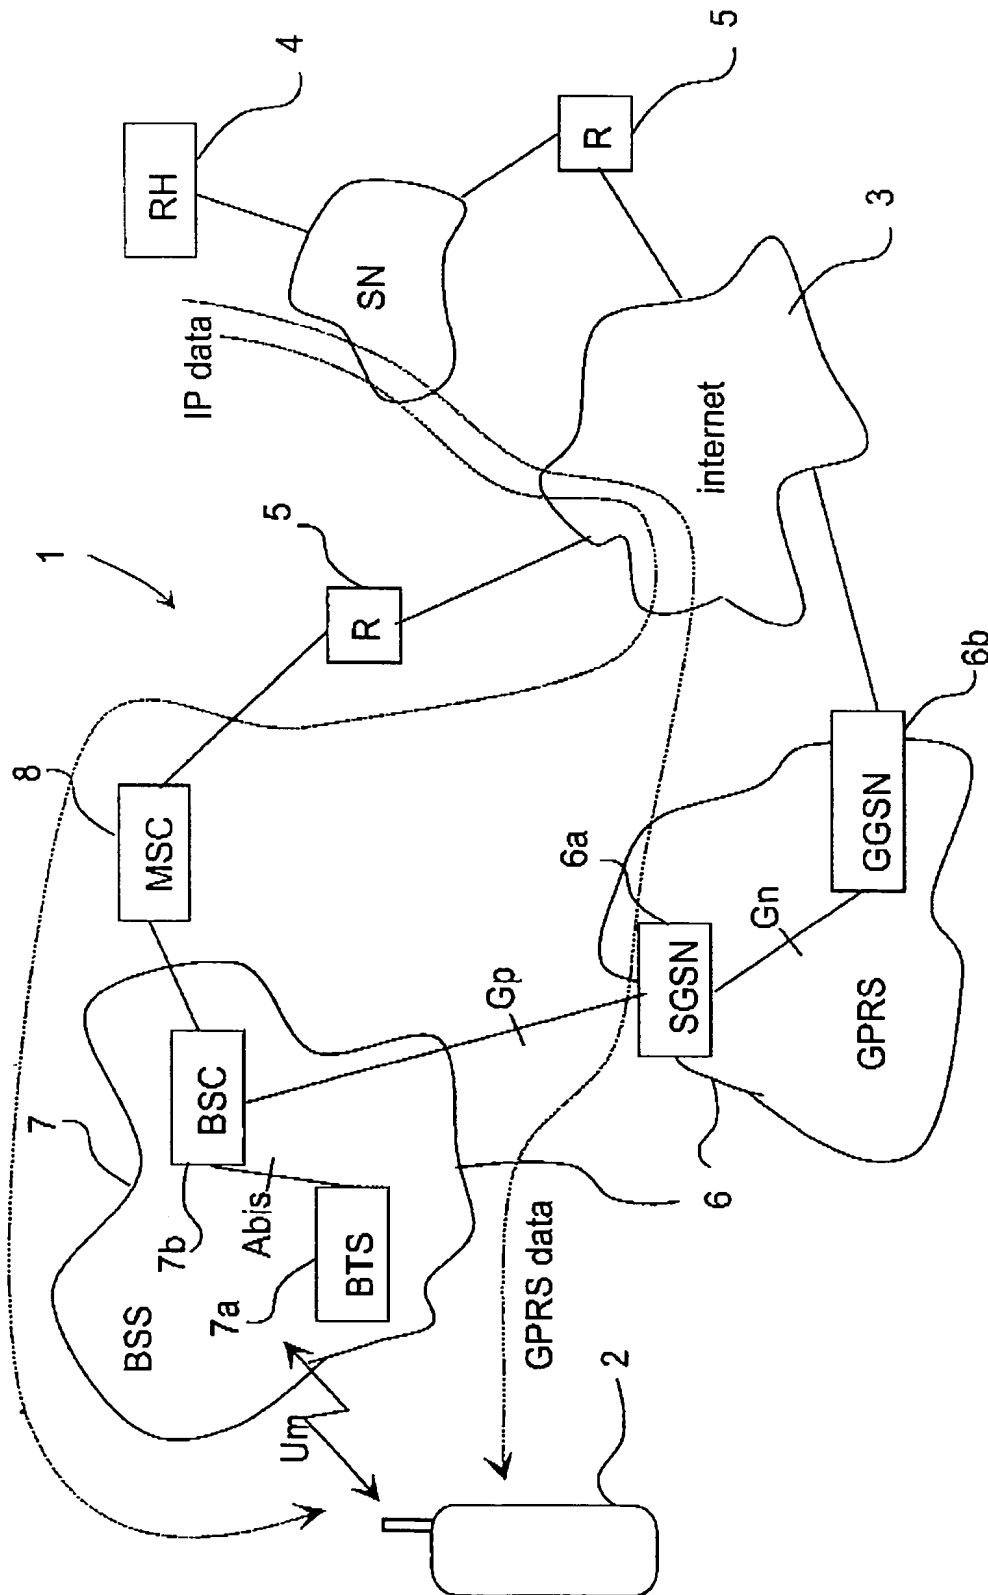 1
8
MSC
5
R
IP data
RH
4
SN
R
5
internet
3
BSS
7
BSC
7b
Abis
7a
BTS
Um
Gp
6a
SGSN
Gn
GGSN
6b
GPRS
6
6
GPRS data
2